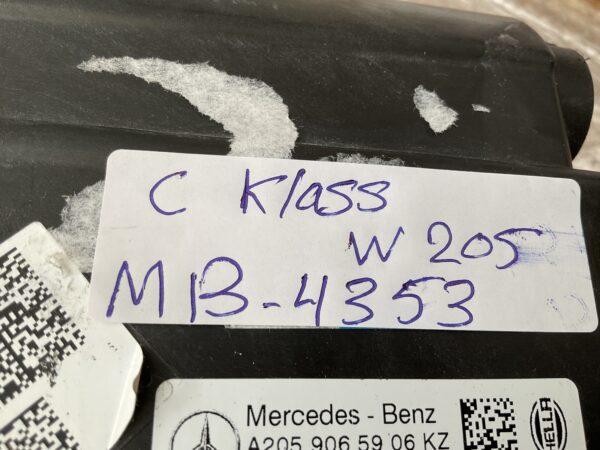 C Klass
W 205
MB-4353
Mercedes - Benz
A205 906 59 06 KZ
HELLA